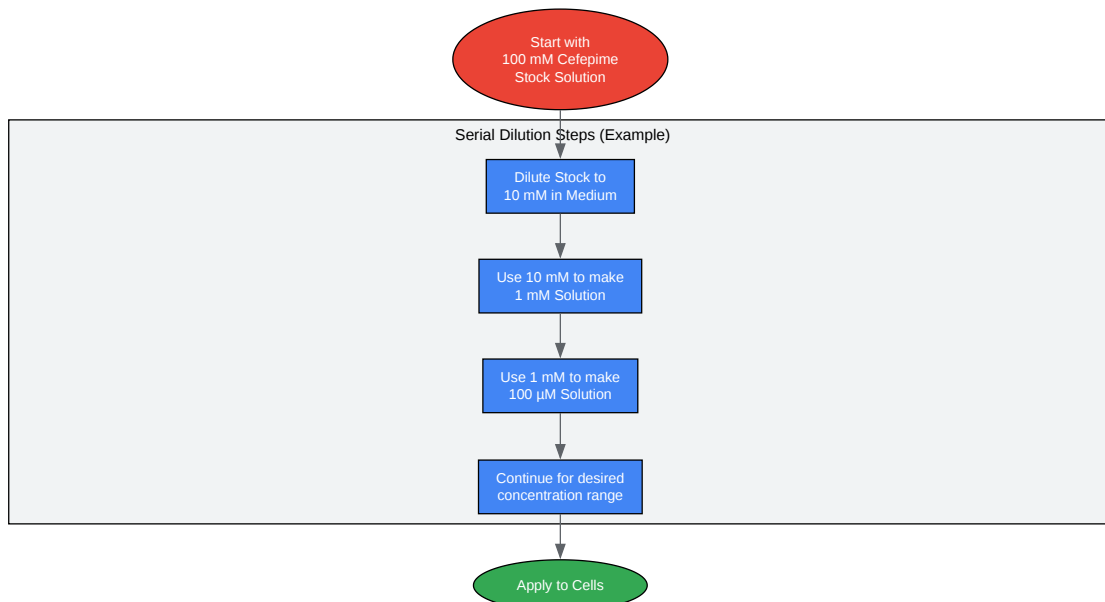 Start with
100 mM Cefepime
Stock Solution
Serial Dilution Steps (Example)
Dilute Stock to
10 mM in Medium
Use 10 mM to make
1 mM Solution
Use 1 mM to make
100 µM Solution
Continue for desired
concentration range
Apply to Cells